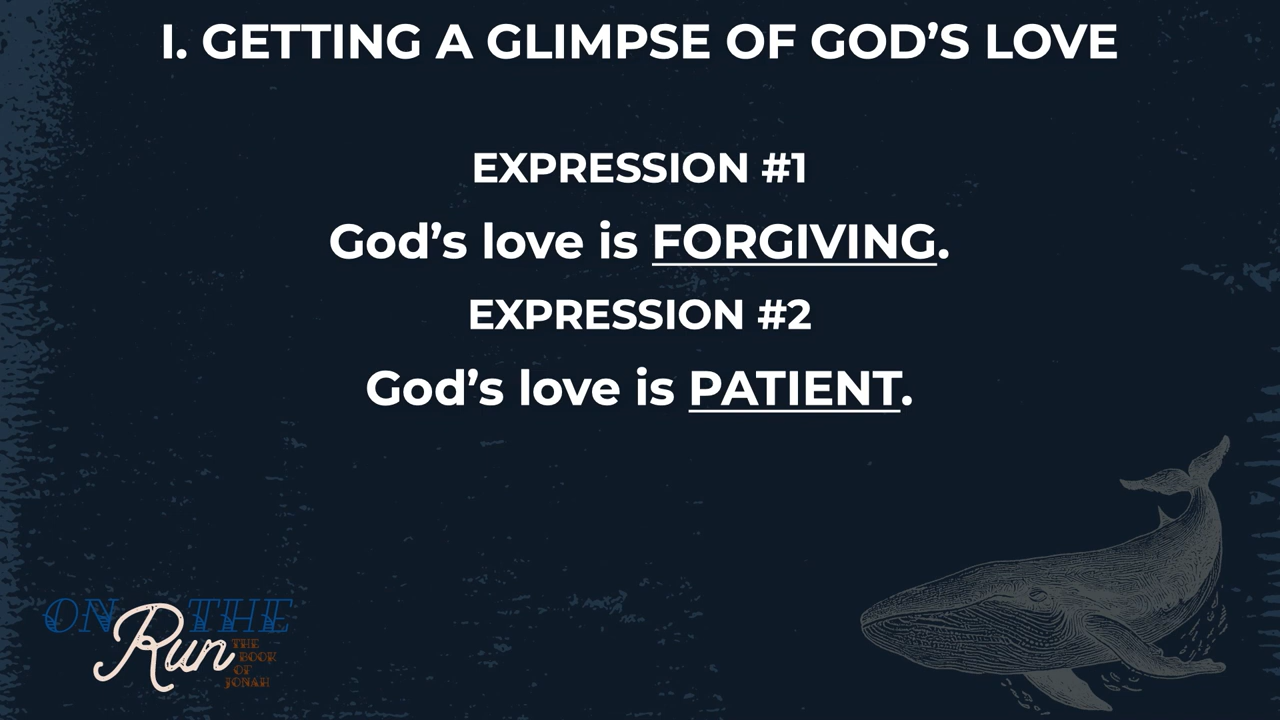 I. GETTING A GLIMPSE OF GOD’S LOVE
EXPRESSION #1
God’s love is FORGIVING.
EXPRESSION #2
God’s love is PATIENT.
ON THE
Run
THE
BOOK
OF
JONAH